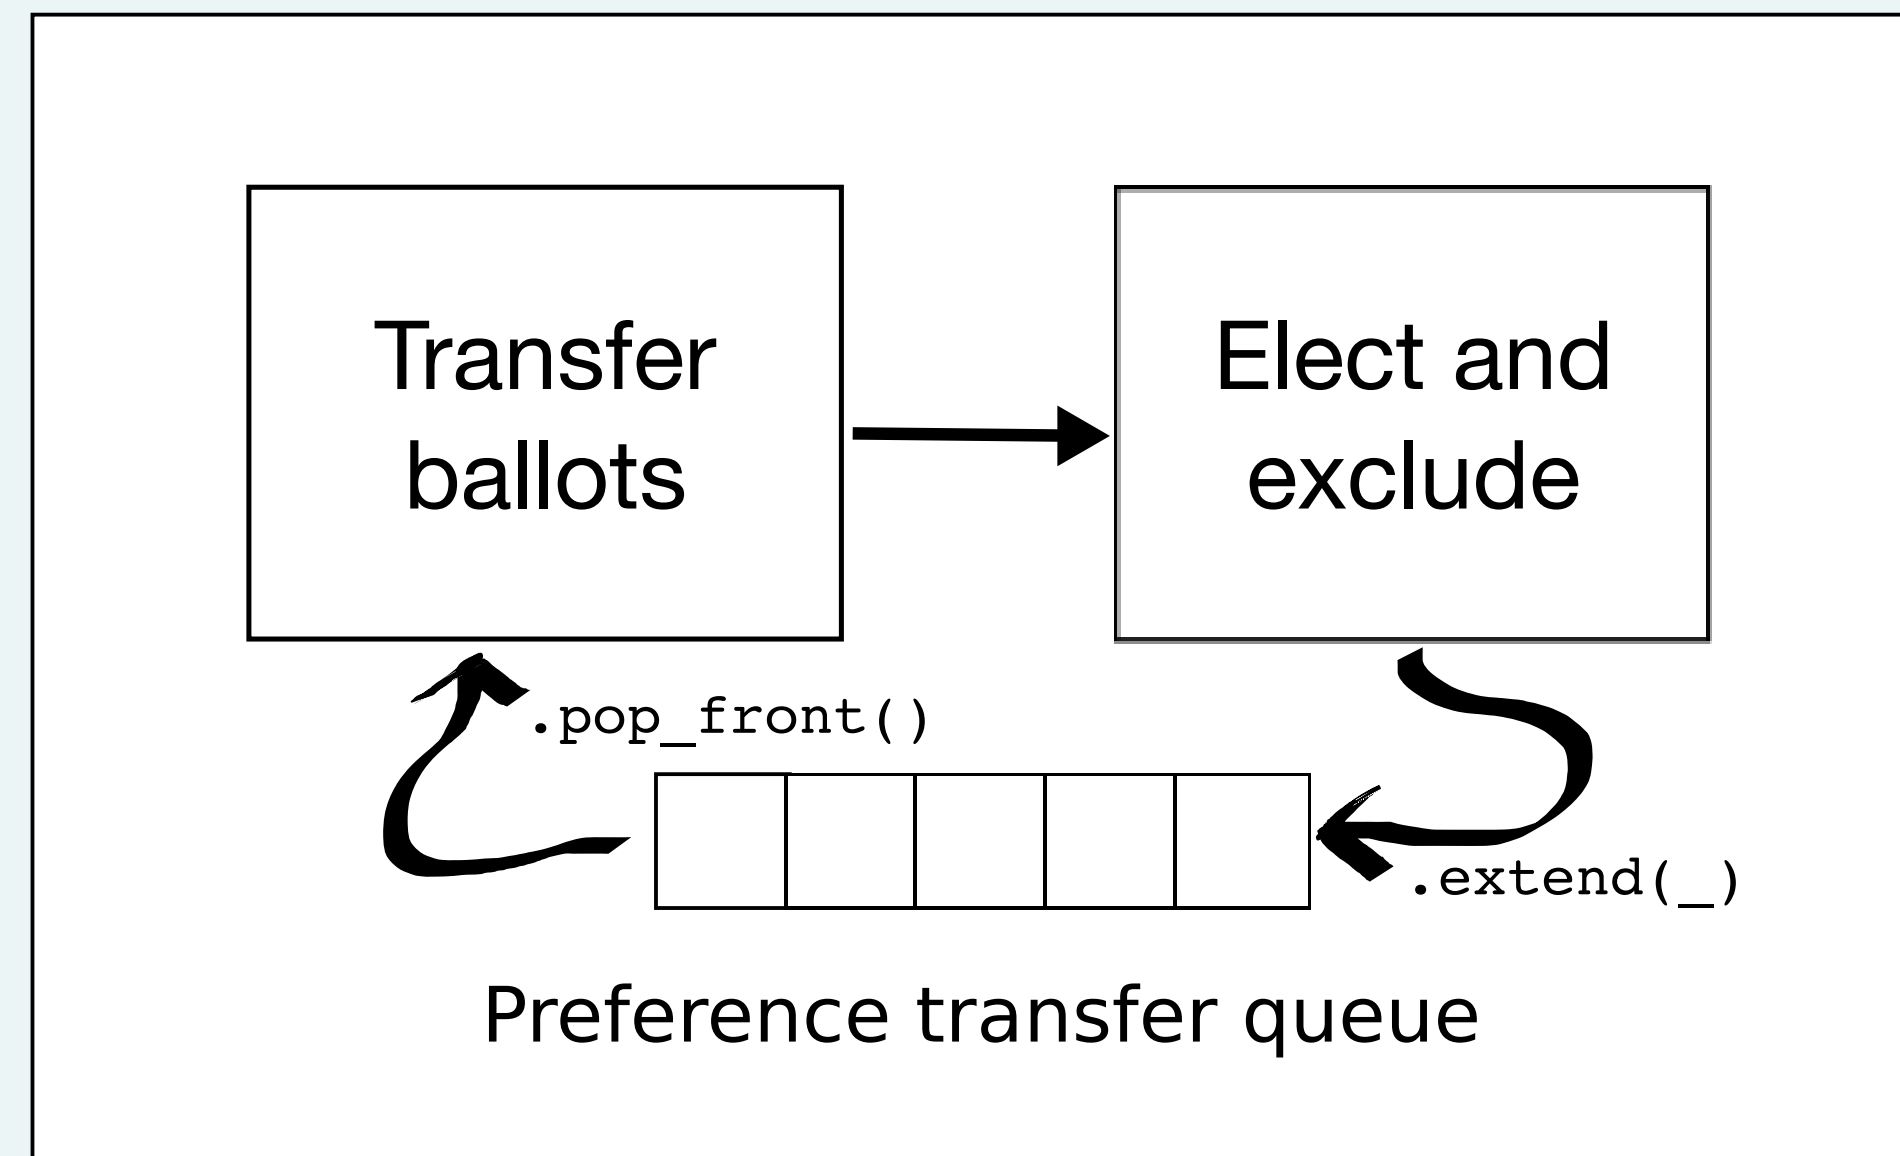 Transfer
ballots
Elect and
exclude
.pop_front()
.extend(_)
Preference transfer queue